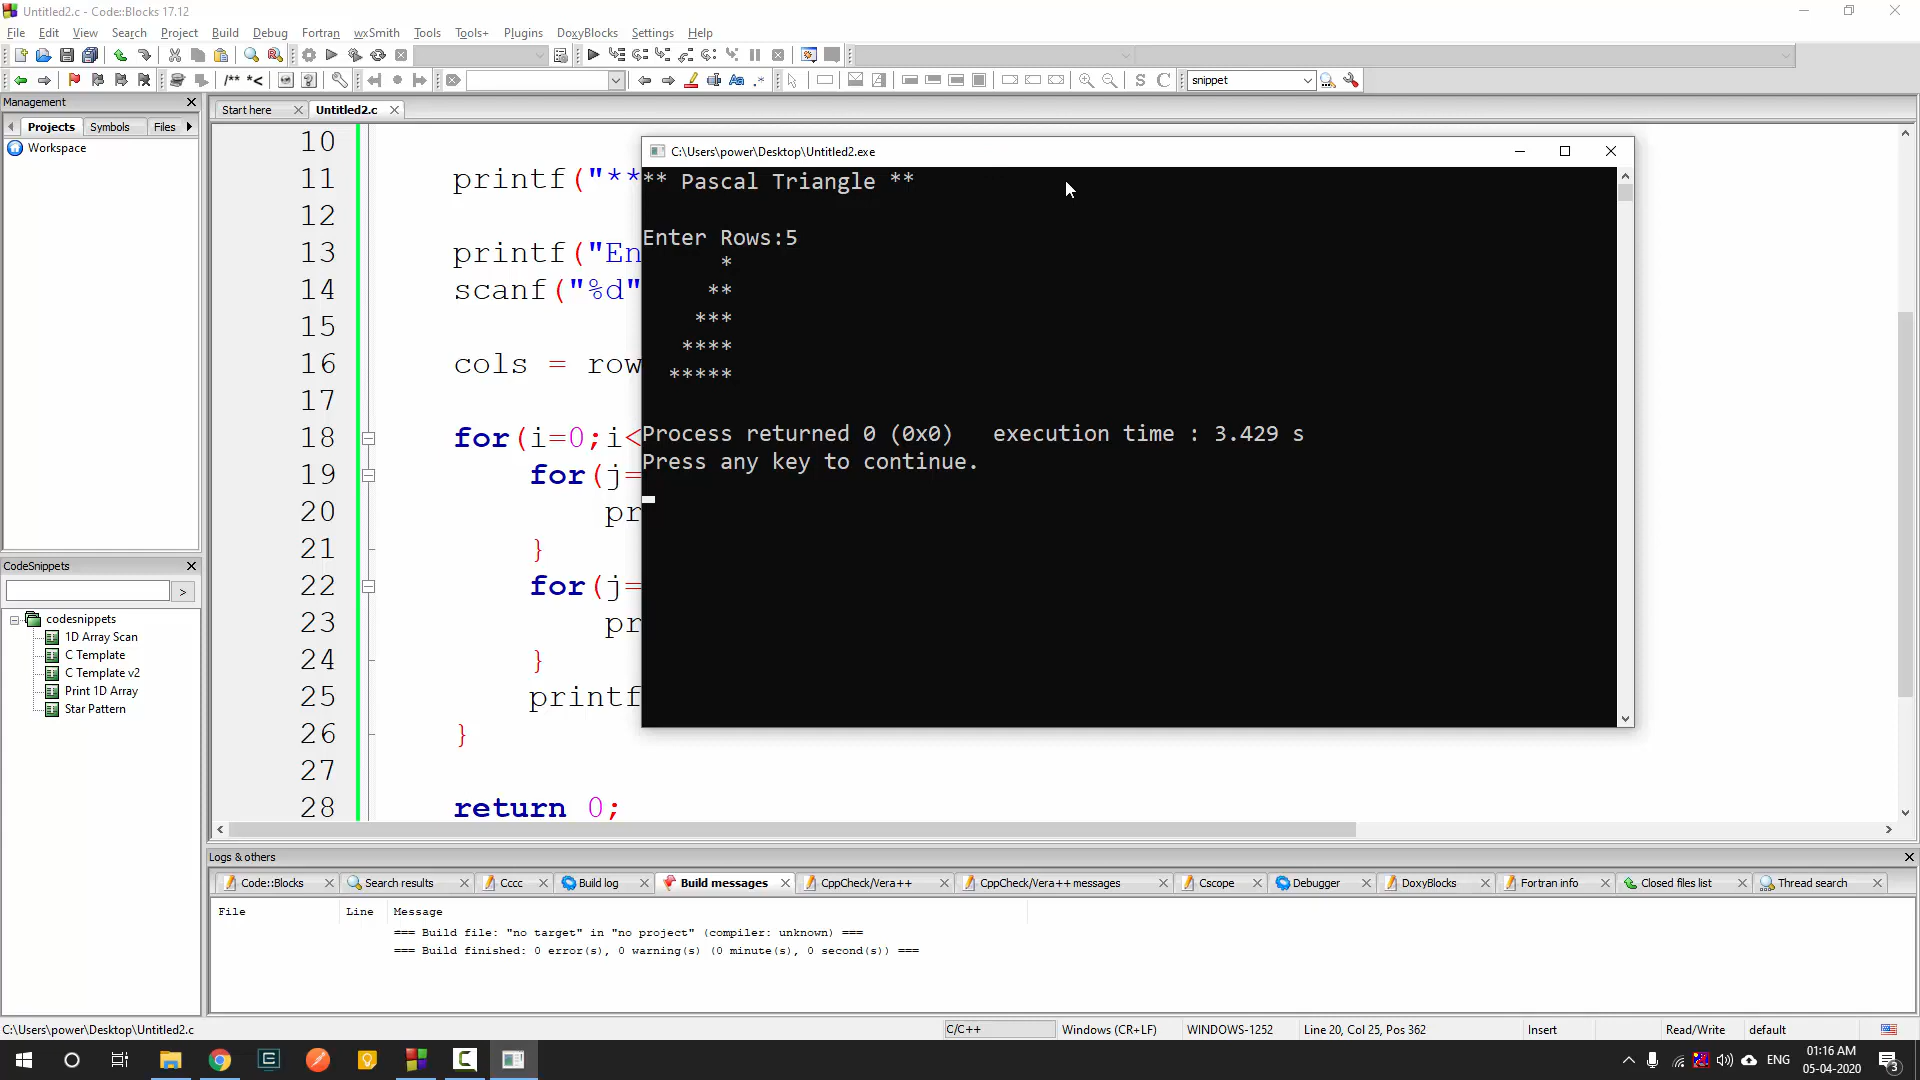 Untitled2.c - Code::Blocks 17.12
File Edit View Search Project Build Debug Fortran wxSmith Tools Tools+ Plugins DoxyBlocks Settings Help
/** *< snippet
Management
Projects Symbols Files
Workspace
Start here Untitled2.c
10
11 printf("**
12
13 printf("En
14 scanf("%d"
15
16 cols = row
17
18 for(i=0;i<
19 for(j=
20 pr
21 }
22 for(j=
23 pr
24 }
25 printf
26 }
27
28 return 0;
C:\Users\power\Desktop\Untitled2.exe
** Pascal Triangle **
Enter Rows:5
*
**
***
****
*****
Process returned 0 (0x0) execution time : 3.429 s
Press any key to continue.
CodeSnippets
>
codesnippets
1D Array Scan
C Template
C Template v2
Print 1D Array
Star Pattern
Logs & others
Code::Blocks Search results Cccc Build log Build messages CppCheck/Vera++ CppCheck/Vera++ messages Cscope Debugger DoxyBlocks Fortran info Closed files list Thread search
File Line Message
=== Build file: "no target" in "no project" (compiler: unknown) ===
=== Build finished: 0 error(s), 0 warning(s) (0 minute(s), 0 second(s)) ===
C:\Users\power\Desktop\Untitled2.c C/C++ Windows (CR+LF) WINDOWS-1252 Line 20, Col 25, Pos 362 Insert Read/Write default
ENG 01:16 AM
05-04-2020 3